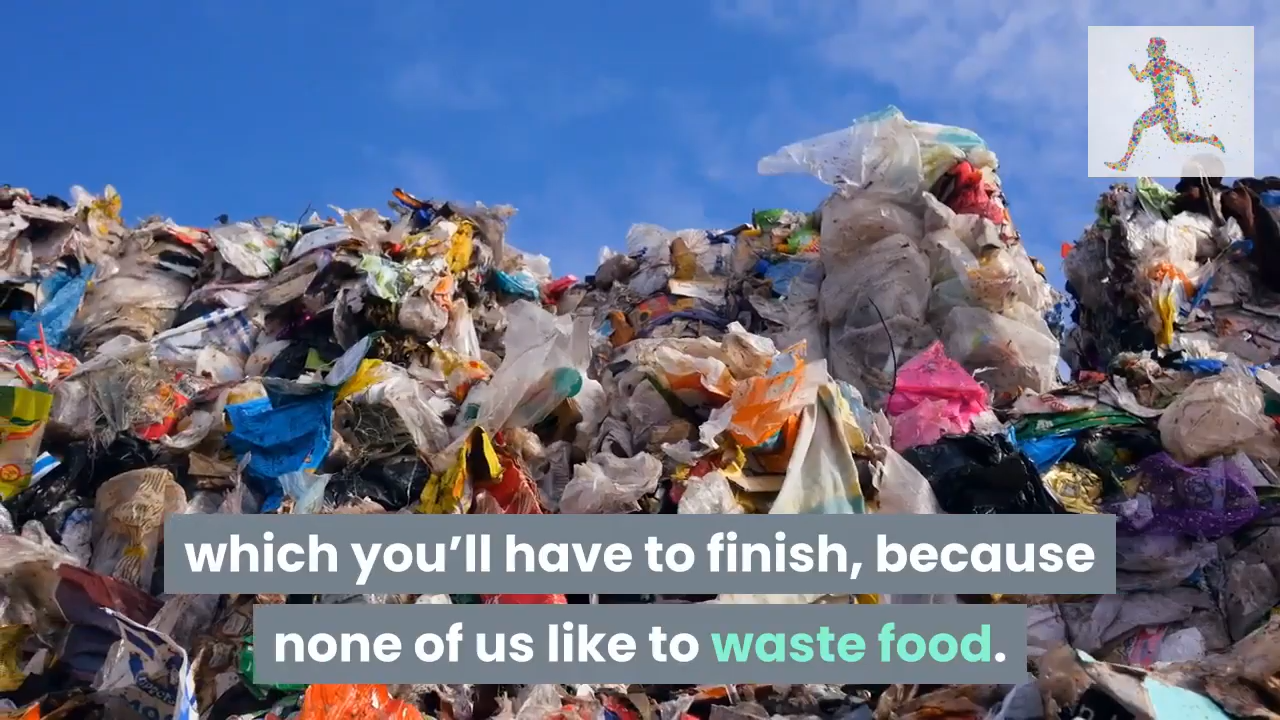 which you’ll have to finish, because
none of us like to waste food.